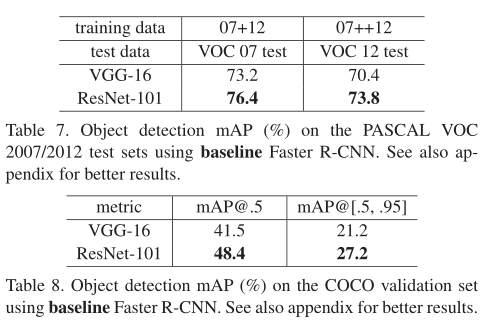 training data 07+12 07++12
test data VOC 07 test VOC 12 test
VGG-16 73.2 70.4
ResNet-101 76.4 73.8
Table 7. Object detection mAP (%) on the PASCAL VOC
2007/2012 test sets using baseline Faster R-CNN. See also ap-
pendix for better results.
metric mAP@.5 mAP@[.5, .95]
VGG-16 41.5 21.2
ResNet-101 48.4 27.2
Table 8. Object detection mAP (%) on the COCO validation set
using baseline Faster R-CNN. See also appendix for better results.